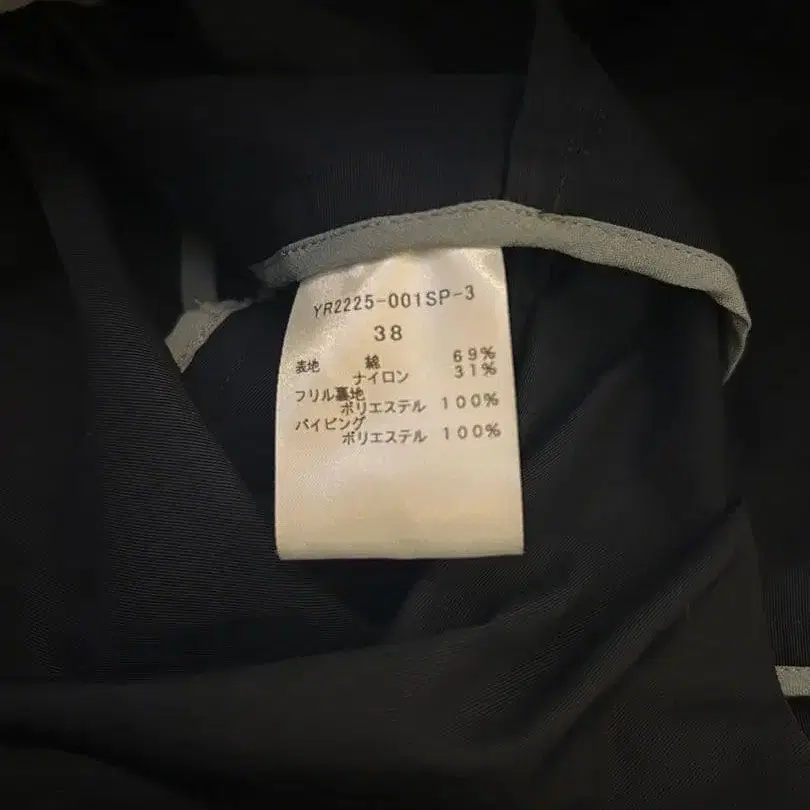 YR2225-001SP-3
38
表地 綿 69%
ナイロン 31%
フリル裏地
ポリエステル 100%
パイピング
ポリエステル 100%